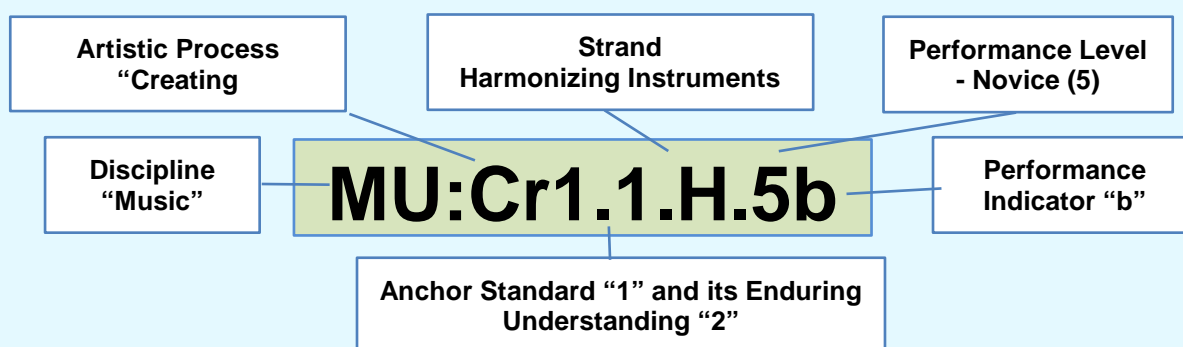 Artistic Process
“Creating
Strand
Harmonizing Instruments
Performance Level
- Novice (5)
Discipline
“Music”
MU:Cr1.1.H.5b
Performance
Indicator “b”
Anchor Standard “1” and its Enduring
Understanding “2”